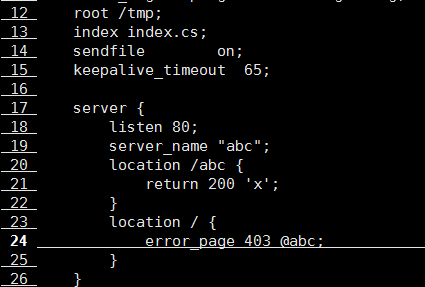 12 root /tmp;
13 index index.cs;
14 sendfile on;
15 keepalive_timeout 65;
16
17 server {
18 listen 80;
19 server_name "abc";
20 location /abc {
21 return 200 'x';
22 }
23 location / {
24 error_page 403 @abc;
25 }
26 }